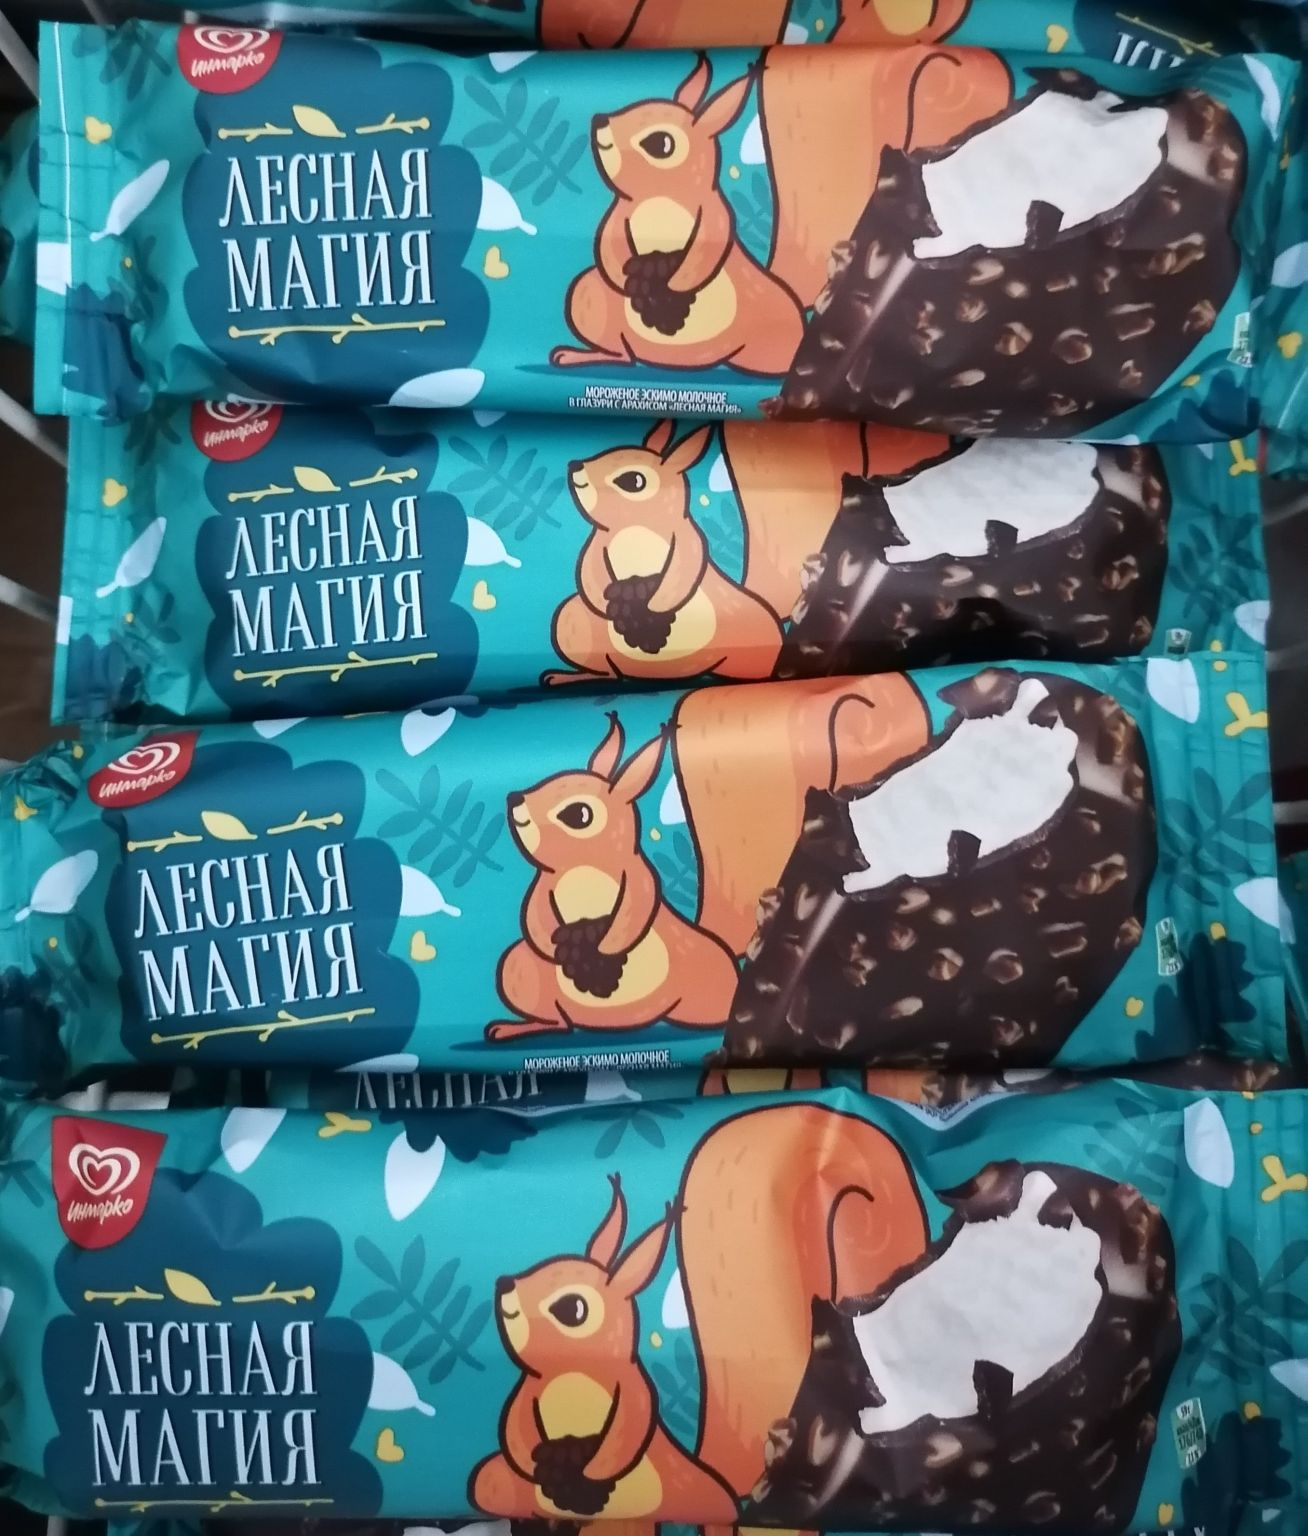 инмарко
ЛЕСНАЯ
МАГИЯ
МОРОЖЕНОЕ ЭСКИМО МОЛОЧНОЕ
В ГЛАЗУРИ С АРАХИСОМ «ЛЕСНАЯ МАГИЯ»
инмарко
ЛЕСНАЯ
МАГИЯ
инмарко
ЛЕСНАЯ
МАГИЯ
МОРОЖЕНОЕ ЭСКИМО МОЛОЧНОЕ
ЛЕСНАЯ
инмарко
ЛЕСНАЯ
МАГИЯ